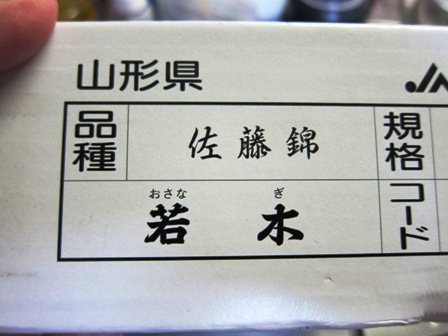 山形県 JA
品種 佐藤錦 規格
おさな ぎ
若木 コード